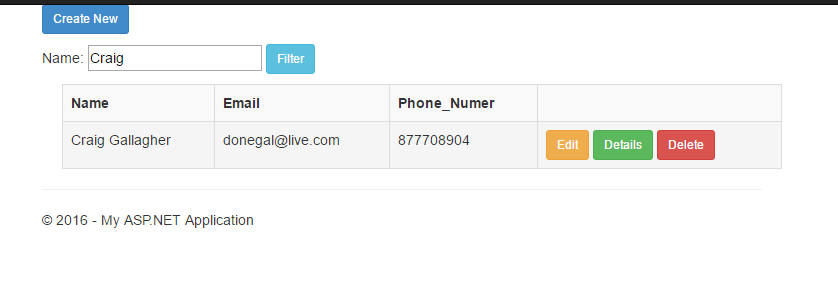 Create New
Name: Craig Filter
Name Email Phone_Numer
Craig Gallagher donegal@live.com 877708904 Edit Details Delete
© 2016 - My ASP.NET Application